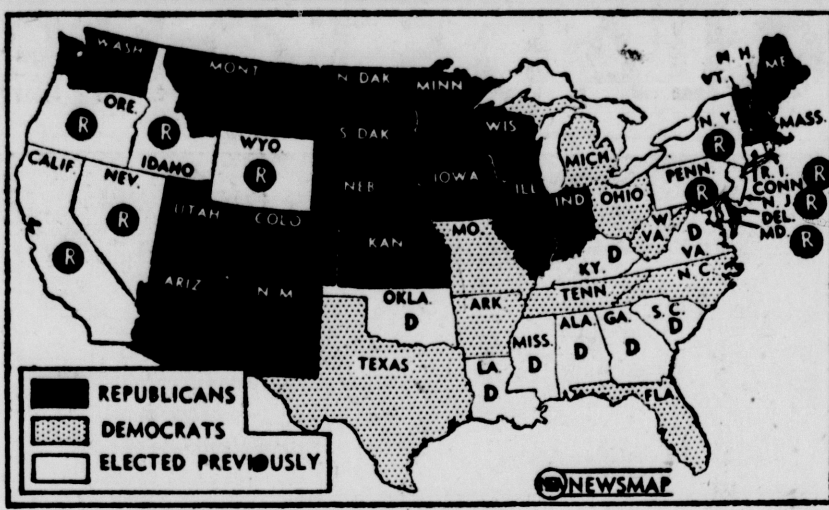 WASH
MONT
N. DAK
MINN
N. H.
VT.
ME
ORE.
R
R
IDAHO
S. DAK
WYO.
R
WIS
MICH.
N. Y.
R
MASS.
CALIF.
NEV.
R
R
UTAH
COLO
NEB
IOWA
ILL
IND
OHIO
PENN.
R
R. I.
CONN
R
N. J.
R
DEL.
MD.
R
W
VA.
D
VA.
KAN
MO.
KY.
D
N. C.
ARIZ
N. M.
OKLA.
D
ARK
TENN
S. C.
D
MISS.
D
ALA.
D
GA.
D
TEXAS
LA.
D
FLA
REPUBLICANS
DEMOCRATS
ELECTED PREVIOUSLY
NEWSMAP